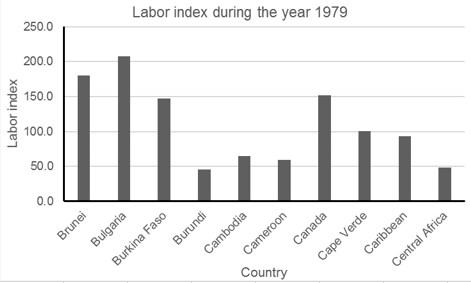 Labor index during the year 1979
Labor index
250.0
200.0
150.0
100.0
50.0
0.0
Brunei
Bulgaria
Burkina Faso
Burundi
Cambodia
Cameroon
Canada
Cape Verde
Caribbean
Central Africa
Country